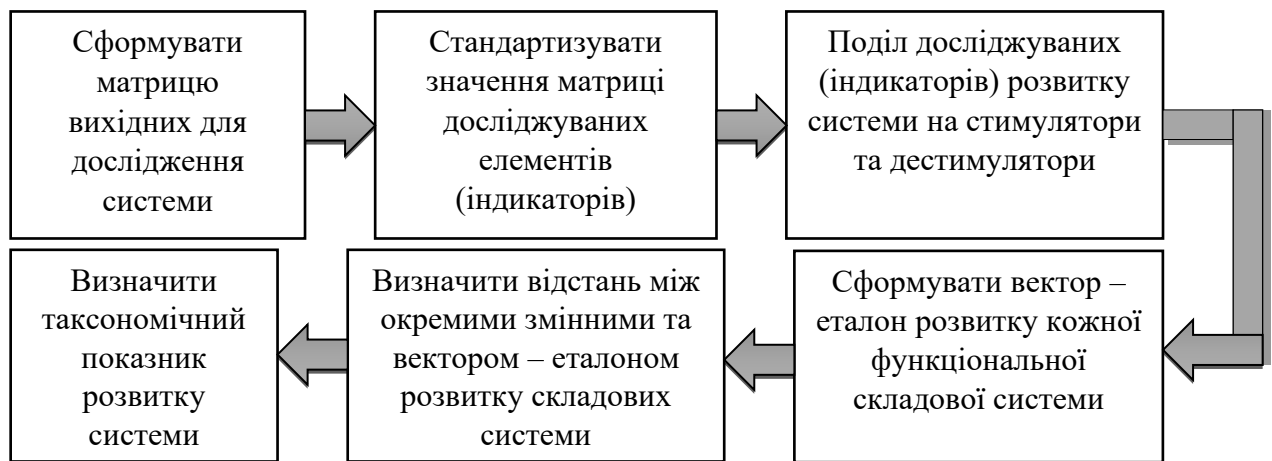 Сформувати
матрицю
вихідних для
дослідження
системи
Стандартизувати
значення матриці
досліджуваних
елементів
(індикаторів)
Поділ досліджуваних
(індикаторів) розвитку
системи на стимулятори
та дестимулятори
Сформувати вектор –
еталон розвитку кожної
функціональної
складової системи
Визначити відстань між
окремими змінними та
вектором – еталоном
розвитку складових
системи
Визначити
таксономічний
показник
розвитку
системи